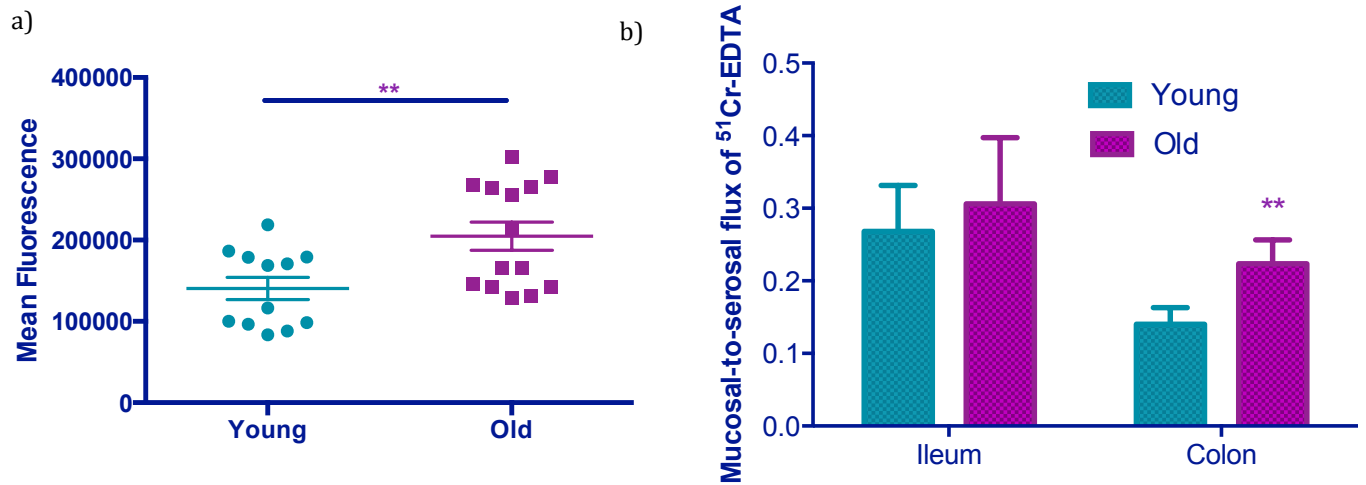 a)
400000
300000
200000
100000
0
Mean Fluorescence
**
Young
Old
b)
0.5
0.4
0.3
0.2
0.1
0.0
Mucosal-to-serosal flux of ⁵¹Cr-EDTA
Young
Old
**
Ileum
Colon